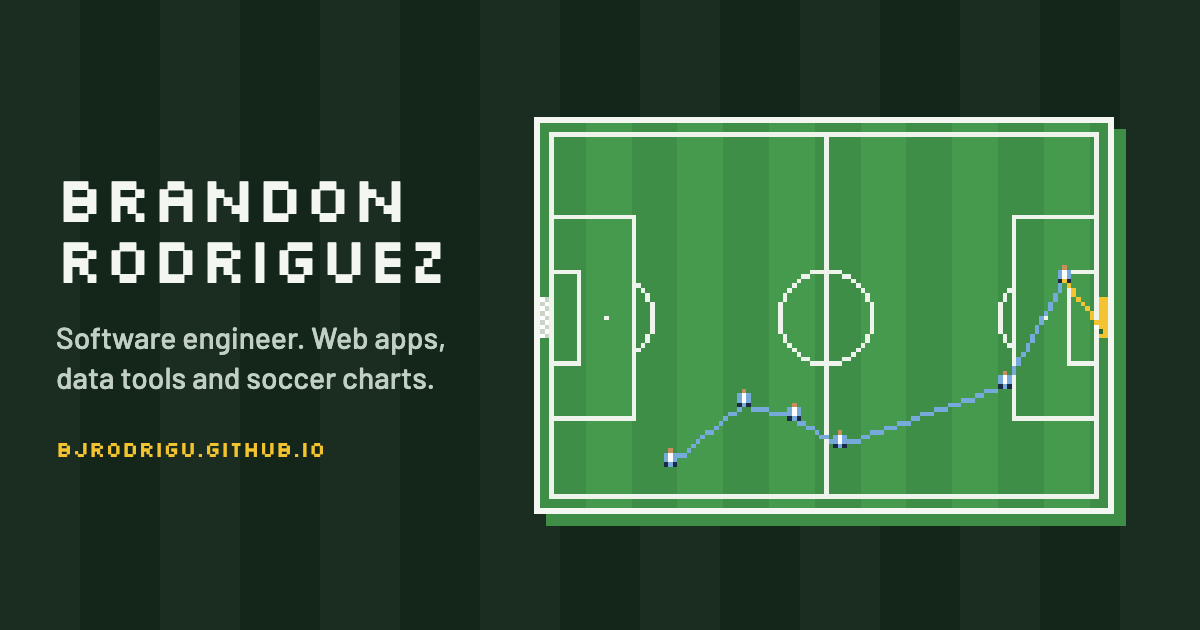 BRANDON
RODRIGUEZ
Software engineer. Web apps,
data tools and soccer charts.
BJRODRIGU.GITHUB.IO